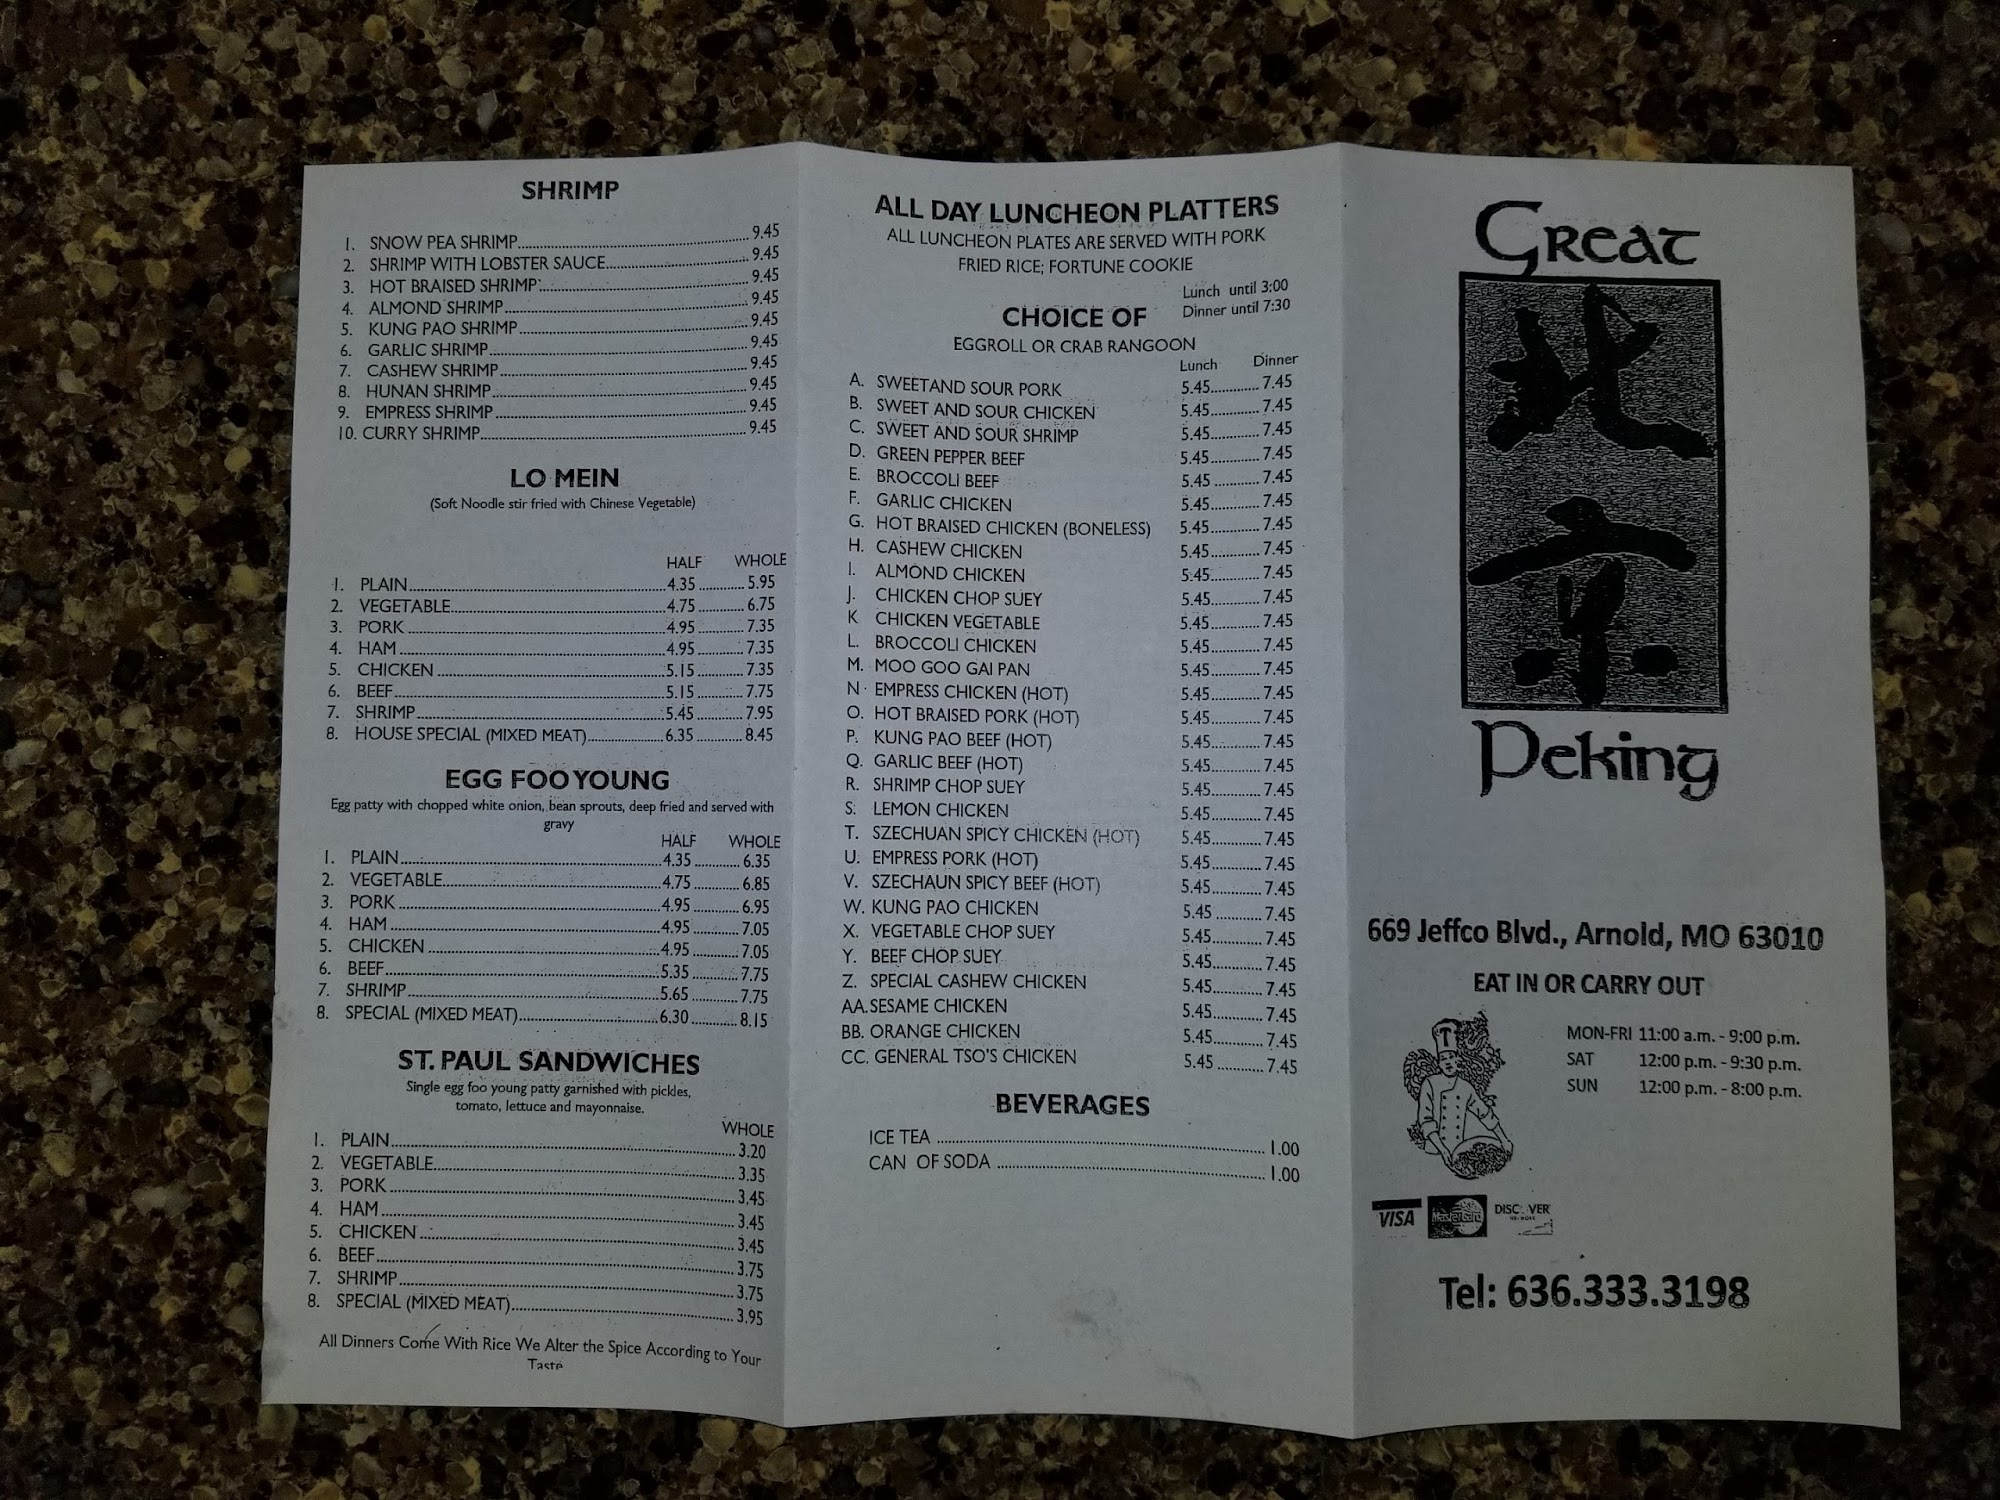 SHRIMP
1. SNOW PEA SHRIMP 9.45
2. SHRIMP WITH LOBSTER SAUCE 9.45
3. HOT BRAISED SHRIMP 9.45
4. ALMOND SHRIMP 9.45
5. KUNG PAO SHRIMP 9.45
6. GARLIC SHRIMP 9.45
7. CASHEW SHRIMP 9.45
8. HUNAN SHRIMP 9.45
9. EMPRESS SHRIMP 9.45
10. CURRY SHRIMP 9.45
LO MEIN
(Soft Noodle stir fried with Chinese Vegetable)
HALF WHOLE
1. PLAIN 4.35 5.95
2. VEGETABLE 4.75 6.75
3. PORK 4.95 7.35
4. HAM 4.95 7.35
5. CHICKEN 5.15 7.35
6. BEEF 5.15 7.75
7. SHRIMP 5.45 7.95
8. HOUSE SPECIAL (MIXED MEAT) 6.35 8.45
EGG FOO YOUNG
Egg patty with chopped white onion, bean sprouts, deep fried and served with
gravy
HALF WHOLE
1. PLAIN 4.35 6.35
2. VEGETABLE 4.75 6.85
3. PORK 4.95 6.95
4. HAM 4.95 7.05
5. CHICKEN 4.95 7.05
6. BEEF 5.35 7.75
7. SHRIMP 5.65 7.75
8. SPECIAL (MIXED MEAT) 6.30 8.15
ST. PAUL SANDWICHES
Single egg foo young patty garnished with pickles,
tomato, lettuce and mayonnaise.
WHOLE
1. PLAIN 3.20
2. VEGETABLE 3.35
3. PORK 3.45
4. HAM 3.45
5. CHICKEN 3.45
6. BEEF 3.75
7. SHRIMP 3.75
8. SPECIAL (MIXED MEAT) 3.95
All Dinners Come With Rice We Alter the Spice According to Your
Taste
ALL DAY LUNCHEON PLATTERS
ALL LUNCHEON PLATES ARE SERVED WITH PORK
FRIED RICE; FORTUNE COOKIE
Lunch until 3:00
Dinner until 7:30
CHOICE OF
EGGROLL OR CRAB RANGOON
Lunch Dinner
A. SWEETAND SOUR PORK 5.45 7.45
B. SWEET AND SOUR CHICKEN 5.45 7.45
C. SWEET AND SOUR SHRIMP 5.45 7.45
D. GREEN PEPPER BEEF 5.45 7.45
E. BROCCOLI BEEF 5.45 7.45
F. GARLIC CHICKEN 5.45 7.45
G. HOT BRAISED CHICKEN (BONELESS) 5.45 7.45
H. CASHEW CHICKEN 5.45 7.45
I. ALMOND CHICKEN 5.45 7.45
J. CHICKEN CHOP SUEY 5.45 7.45
K CHICKEN VEGETABLE 5.45 7.45
L. BROCCOLI CHICKEN 5.45 7.45
M. MOO GOO GAI PAN 5.45 7.45
N. EMPRESS CHICKEN (HOT) 5.45 7.45
O. HOT BRAISED PORK (HOT) 5.45 7.45
P. KUNG PAO BEEF (HOT) 5.45 7.45
Q. GARLIC BEEF (HOT) 5.45 7.45
R. SHRIMP CHOP SUEY 5.45 7.45
S. LEMON CHICKEN 5.45 7.45
T. SZECHUAN SPICY CHICKEN (HOT) 5.45 7.45
U. EMPRESS PORK (HOT) 5.45 7.45
V. SZECHAUN SPICY BEEF (HOT) 5.45 7.45
W. KUNG PAO CHICKEN 5.45 7.45
X. VEGETABLE CHOP SUEY 5.45 7.45
Y. BEEF CHOP SUEY 5.45 7.45
Z. SPECIAL CASHEW CHICKEN 5.45 7.45
AA. SESAME CHICKEN 5.45 7.45
BB. ORANGE CHICKEN 5.45 7.45
CC. GENERAL TSO'S CHICKEN 5.45 7.45
BEVERAGES
ICE TEA 1.00
CAN OF SODA 1.00
Great
北
京
Peking
669 Jeffco Blvd., Arnold, MO 63010
EAT IN OR CARRY OUT
MON-FRI 11:00 a.m. - 9:00 p.m.
SAT 12:00 p.m. - 9:30 p.m.
SUN 12:00 p.m. - 8:00 p.m.
T
VISA MasterCard DISCOVER
NETWORK
Tel: 636.333.3198